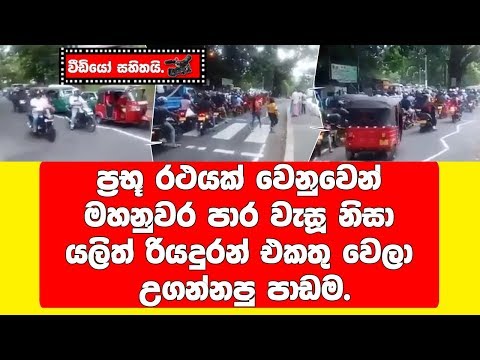 වීඩියෝ සහිතයි.
ප්‍රභූ රථයක් වෙනුවෙන්
මහනුවර පාර වැසූ නිසා
යලිත් රියදුරන් එකතු වෙලා
උගන්නපු පාඩම.